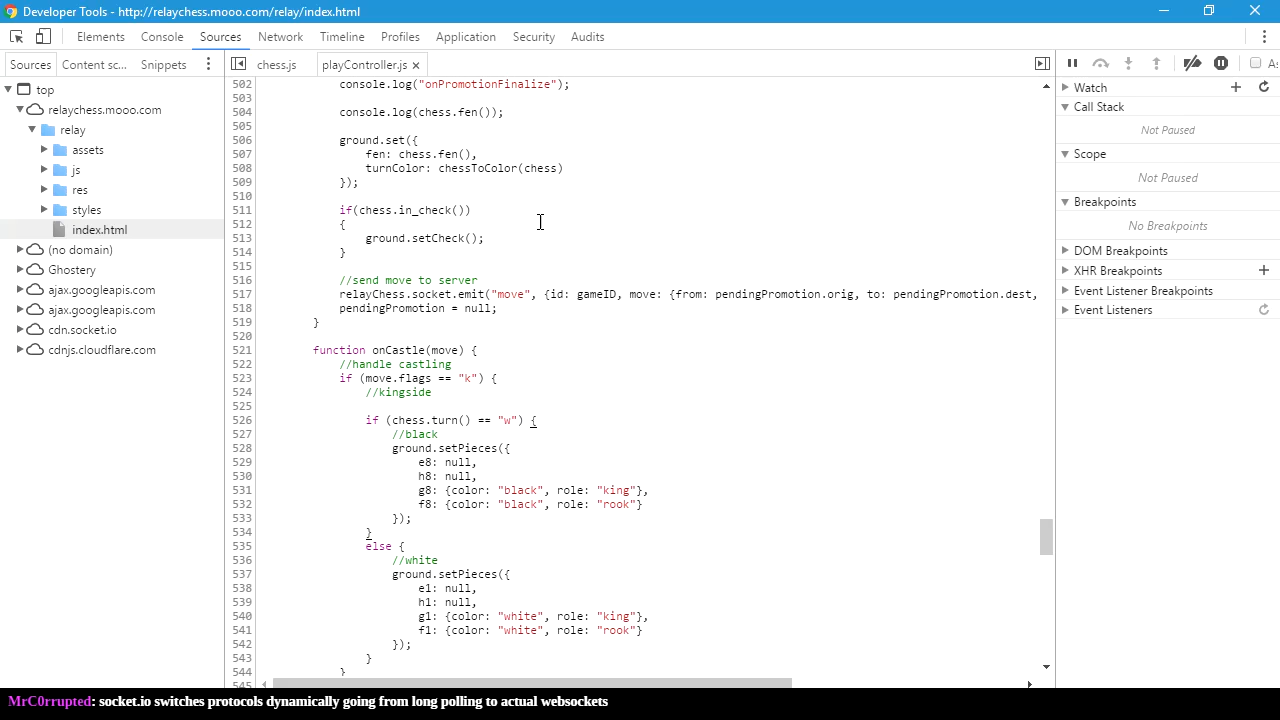 Developer Tools - http://relaychess.mooo.com/relay/index.html
Elements Console Sources Network Timeline Profiles Application Security Audits
Sources Content sc... Snippets chess.js playController.js ×
top
relaychess.mooo.com
relay
assets
js
res
styles
index.html
(no domain)
Ghostery
ajax.googleapis.com
ajax.googleapis.com
cdn.socket.io
cdnjs.cloudflare.com
502 console.log("onPromotionFinalize");
503
504 console.log(chess.fen());
505
506 ground.set({
507 fen: chess.fen(),
508 turnColor: chessToColor(chess)
509 });
510
511 if(chess.in_check())
512 {
513 ground.setCheck();
514 }
515
516 //send move to server
517 relayChess.socket.emit("move", {id: gameID, move: {from: pendingPromotion.orig, to: pendingPromotion.dest,
518 pendingPromotion = null;
519 }
520
521 function onCastle(move) {
522 //handle castling
523 if (move.flags == "k") {
524 //kingside
525
526 if (chess.turn() == "w") {
527 //black
528 ground.setPieces({
529 e8: null,
530 h8: null,
531 g8: {color: "black", role: "king"},
532 f8: {color: "black", role: "rook"}
533 });
534 }
535 else {
536 //white
537 ground.setPieces({
538 e1: null,
539 h1: null,
540 g1: {color: "white", role: "king"},
541 f1: {color: "white", role: "rook"}
542 });
543 }
544 }
545
As
Watch
Call Stack
Not Paused
Scope
Not Paused
Breakpoints
No Breakpoints
DOM Breakpoints
XHR Breakpoints
Event Listener Breakpoints
Event Listeners
MrC0rrupted: socket.io switches protocols dynamically going from long polling to actual websockets